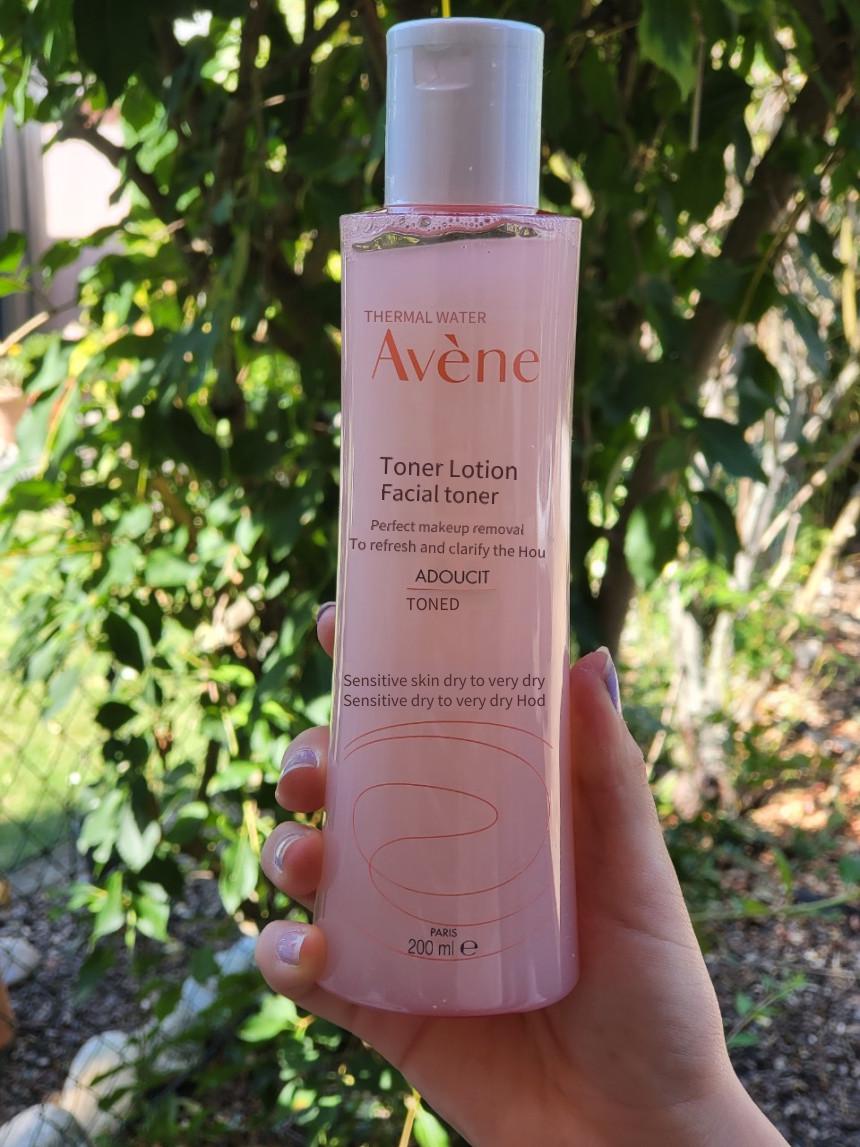 THERMAL WATER
Avène
Toner Lotion
Facial toner
Perfect makeup removal
To refresh and clarify the Hou
ADOUCIT
TONED
Sensitive skin dry to very dry
Sensitive dry to very dry Hod
PARIS
200 ml ℮